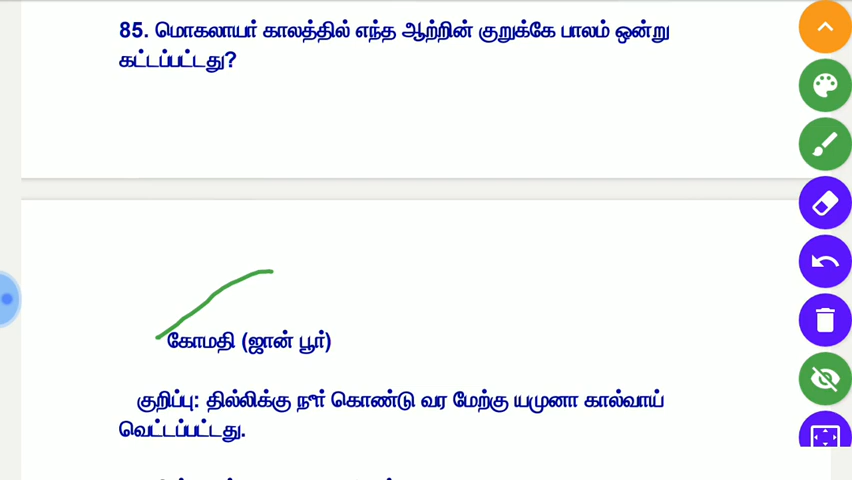 85. மொகலாயர் காலத்தில் எந்த ஆற்றின் குறுக்கே பாலம் ஒன்று
கட்டப்பட்டது?
கோமதி (ஜான் பூர்)
குறிப்பு: தில்லிக்கு நீர் கொண்டு வர மேற்கு யமுனா கால்வாய்
வெட்டப்பட்டது.